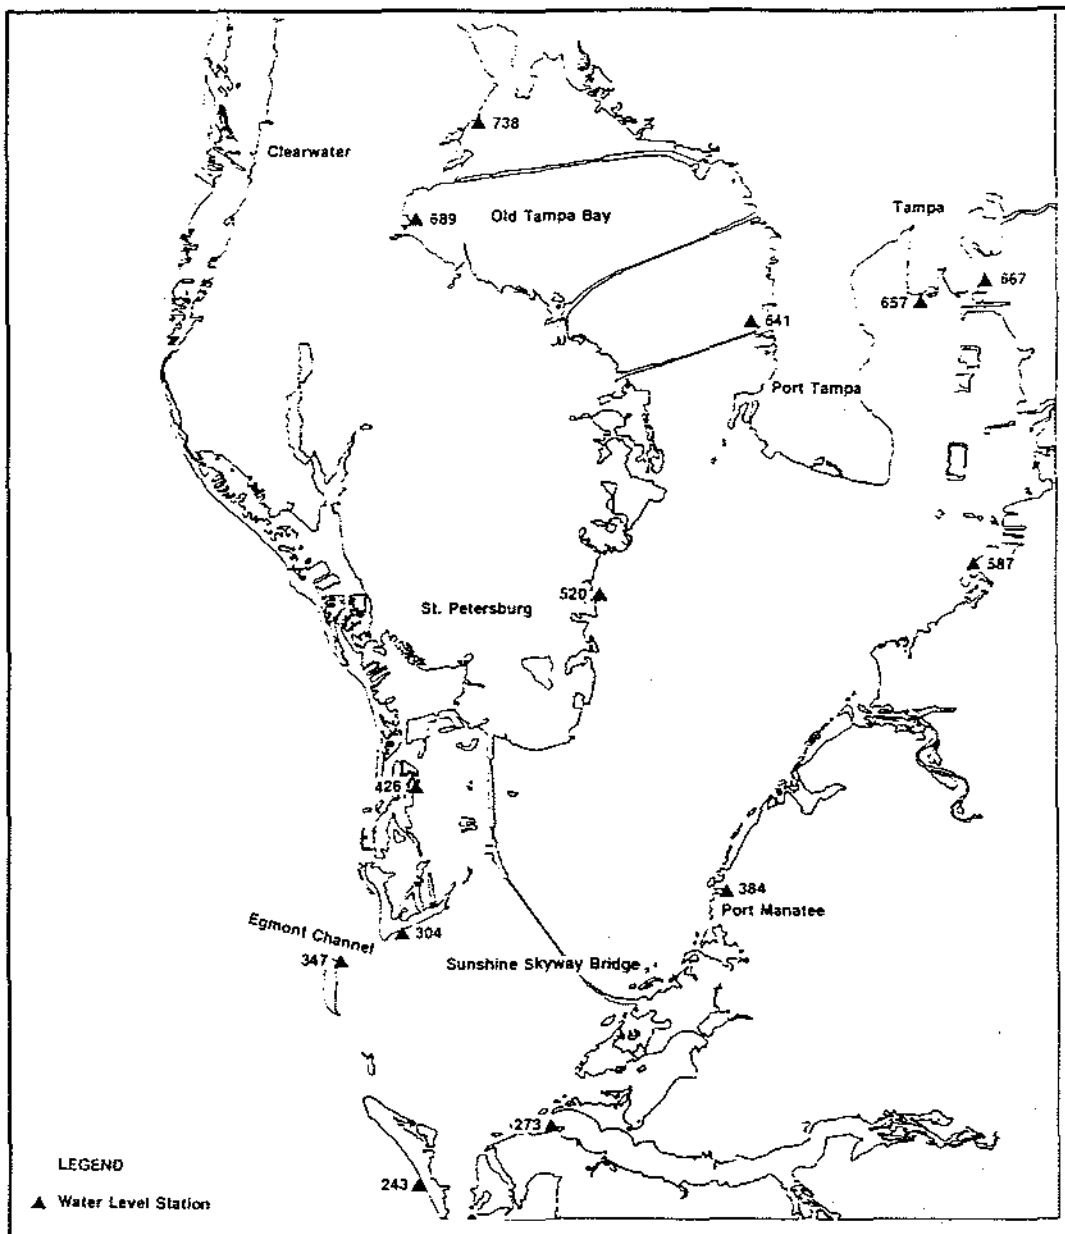 738
Clearwater
689
Old Tampa Bay
Tampa
667
657
641
Port Tampa
587
520
St. Petersburg
426
384
Port Manatee
Egmont Channel
304
347
Sunshine Skyway Bridge
273
243
LEGEND
▲ Water Level Station